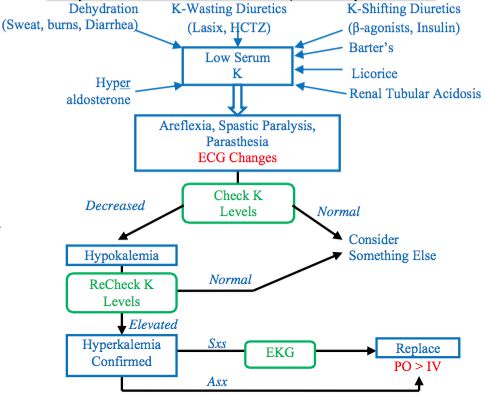 Dehydration
(Sweat, burns, Diarrhea)
K-Wasting Diuretics
(Lasix, HCTZ)
K-Shifting Diuretics
(β-agonists, Insulin)
Barter's
Low Serum
K
Licorice
Hyper
aldosterone
Renal Tubular Acidosis
Areflexia, Spastic Paralysis,
Parasthesia
ECG Changes
Check K
Levels
Decreased
Normal
Consider
Something Else
Hypokalemia
ReCheck K
Levels
Normal
Elevated
Hyperkalemia
Confirmed
Sxs
EKG
Replace
PO > IV
Asx